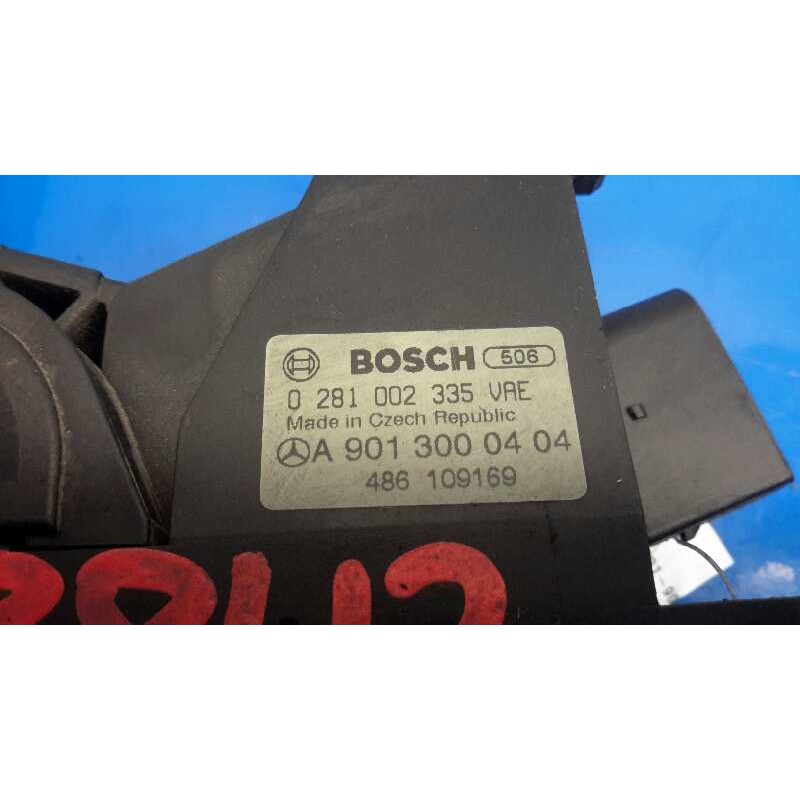 BOSCH 506
0 281 002 335 VAE
Made in Czech Republic
A 901 300 04 04
486 109169